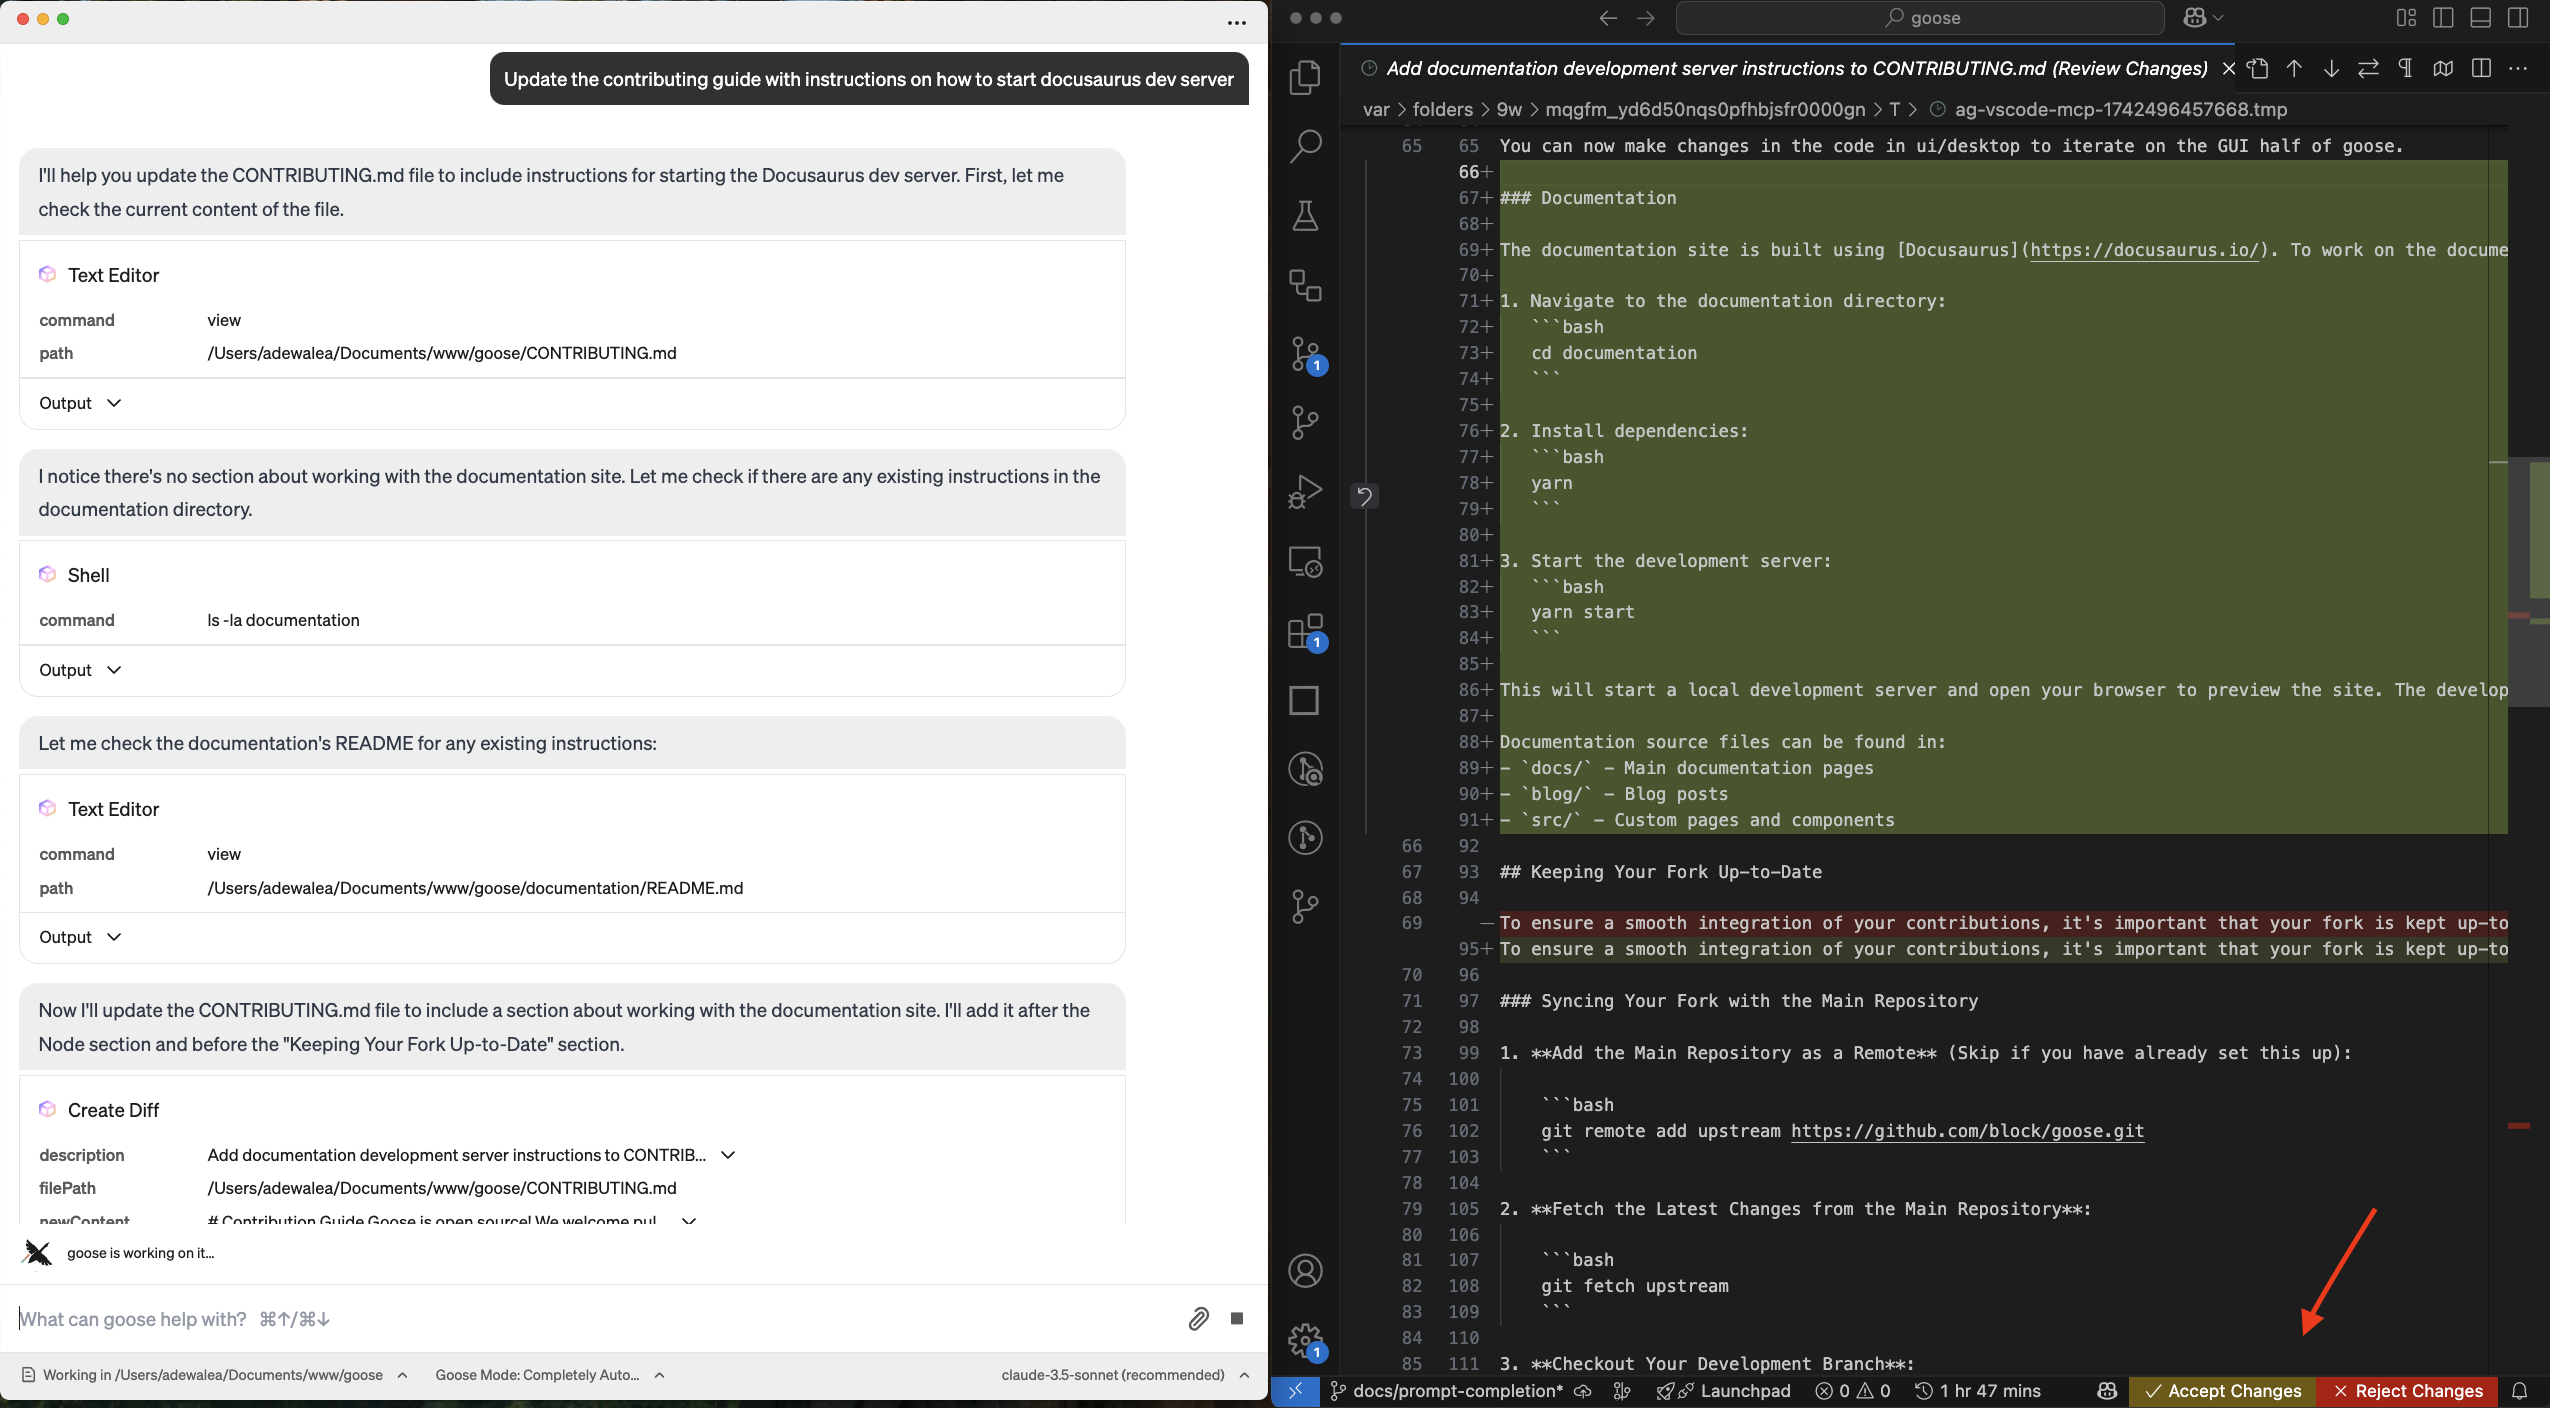 Update the contributing guide with instructions on how to start docusaurus dev server
I'll help you update the CONTRIBUTING.md file to include instructions for starting the Docusaurus dev server. First, let me
check the current content of the file.
Text Editor
command view
path /Users/adewalea/Documents/www/goose/CONTRIBUTING.md
Output
I notice there's no section about working with the documentation site. Let me check if there are any existing instructions in the
documentation directory.
Shell
command ls -la documentation
Output
Let me check the documentation's README for any existing instructions:
Text Editor
command view
path /Users/adewalea/Documents/www/goose/documentation/README.md
Output
Now I'll update the CONTRIBUTING.md file to include a section about working with the documentation site. I'll add it after the
Node section and before the "Keeping Your Fork Up-to-Date" section.
Create Diff
description Add documentation development server instructions to CONTRIB...
filePath /Users/adewalea/Documents/www/goose/CONTRIBUTING.md
newContent # Contribution Guide Goose is open source! We welcome pul...
goose is working on it...
What can goose help with? ⌘↑/⌘↓
Working in /Users/adewalea/Documents/www/goose Goose Mode: Completely Auto... claude-3.5-sonnet (recommended)
goose
Add documentation development server instructions to CONTRIBUTING.md (Review Changes)
var > folders > 9w > mqgfm_yd6d50nqs0pfhbjsfr0000gn > T > ag-vscode-mcp-1742496457668.tmp
65 65 You can now make changes in the code in ui/desktop to iterate on the GUI half of goose.
66+
67+ ### Documentation
68+
69+ The documentation site is built using [Docusaurus](https://docusaurus.io/). To work on the docume
70+
71+ 1. Navigate to the documentation directory:
72+ ```bash
73+ cd documentation
74+ ```
75+
76+ 2. Install dependencies:
77+ ```bash
78+ yarn
79+ ```
80+
81+ 3. Start the development server:
82+ ```bash
83+ yarn start
84+ ```
85+
86+ This will start a local development server and open your browser to preview the site. The develop
87+
88+ Documentation source files can be found in:
89+ - `docs/` - Main documentation pages
90+ - `blog/` - Blog posts
91+ - `src/` - Custom pages and components
66 92
67 93 ## Keeping Your Fork Up-to-Date
68 94
69 — To ensure a smooth integration of your contributions, it's important that your fork is kept up-to
95+ To ensure a smooth integration of your contributions, it's important that your fork is kept up-to
70 96
71 97 ### Syncing Your Fork with the Main Repository
72 98
73 99 1. **Add the Main Repository as a Remote** (Skip if you have already set this up):
74 100
75 101 ```bash
76 102 git remote add upstream https://github.com/block/goose.git
77 103 ```
78 104
79 105 2. **Fetch the Latest Changes from the Main Repository**:
80 106
81 107 ```bash
82 108 git fetch upstream
83 109 ```
84 110
85 111 3. **Checkout Your Development Branch**:
1
1
1
docs/prompt-completion* Launchpad 0 0 1 hr 47 mins Accept Changes Reject Changes